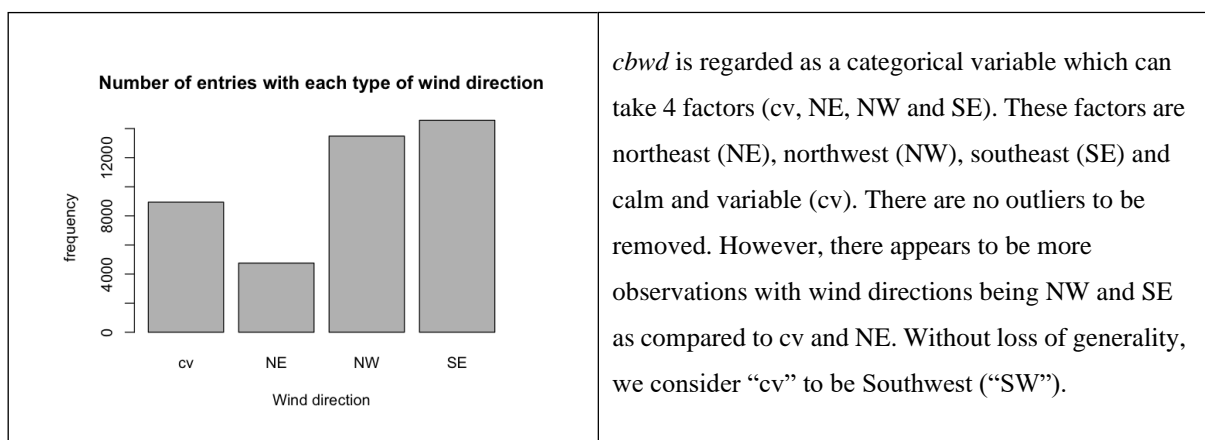 Number of entries with each type of wind direction
frequency
12000
8000
4000
0
cv NE NW SE
Wind direction
cbwd is regarded as a categorical variable which can
take 4 factors (cv, NE, NW and SE). These factors are
northeast (NE), northwest (NW), southeast (SE) and
calm and variable (cv). There are no outliers to be
removed. However, there appears to be more
observations with wind directions being NW and SE
as compared to cv and NE. Without loss of generality,
we consider “cv” to be Southwest (“SW”).